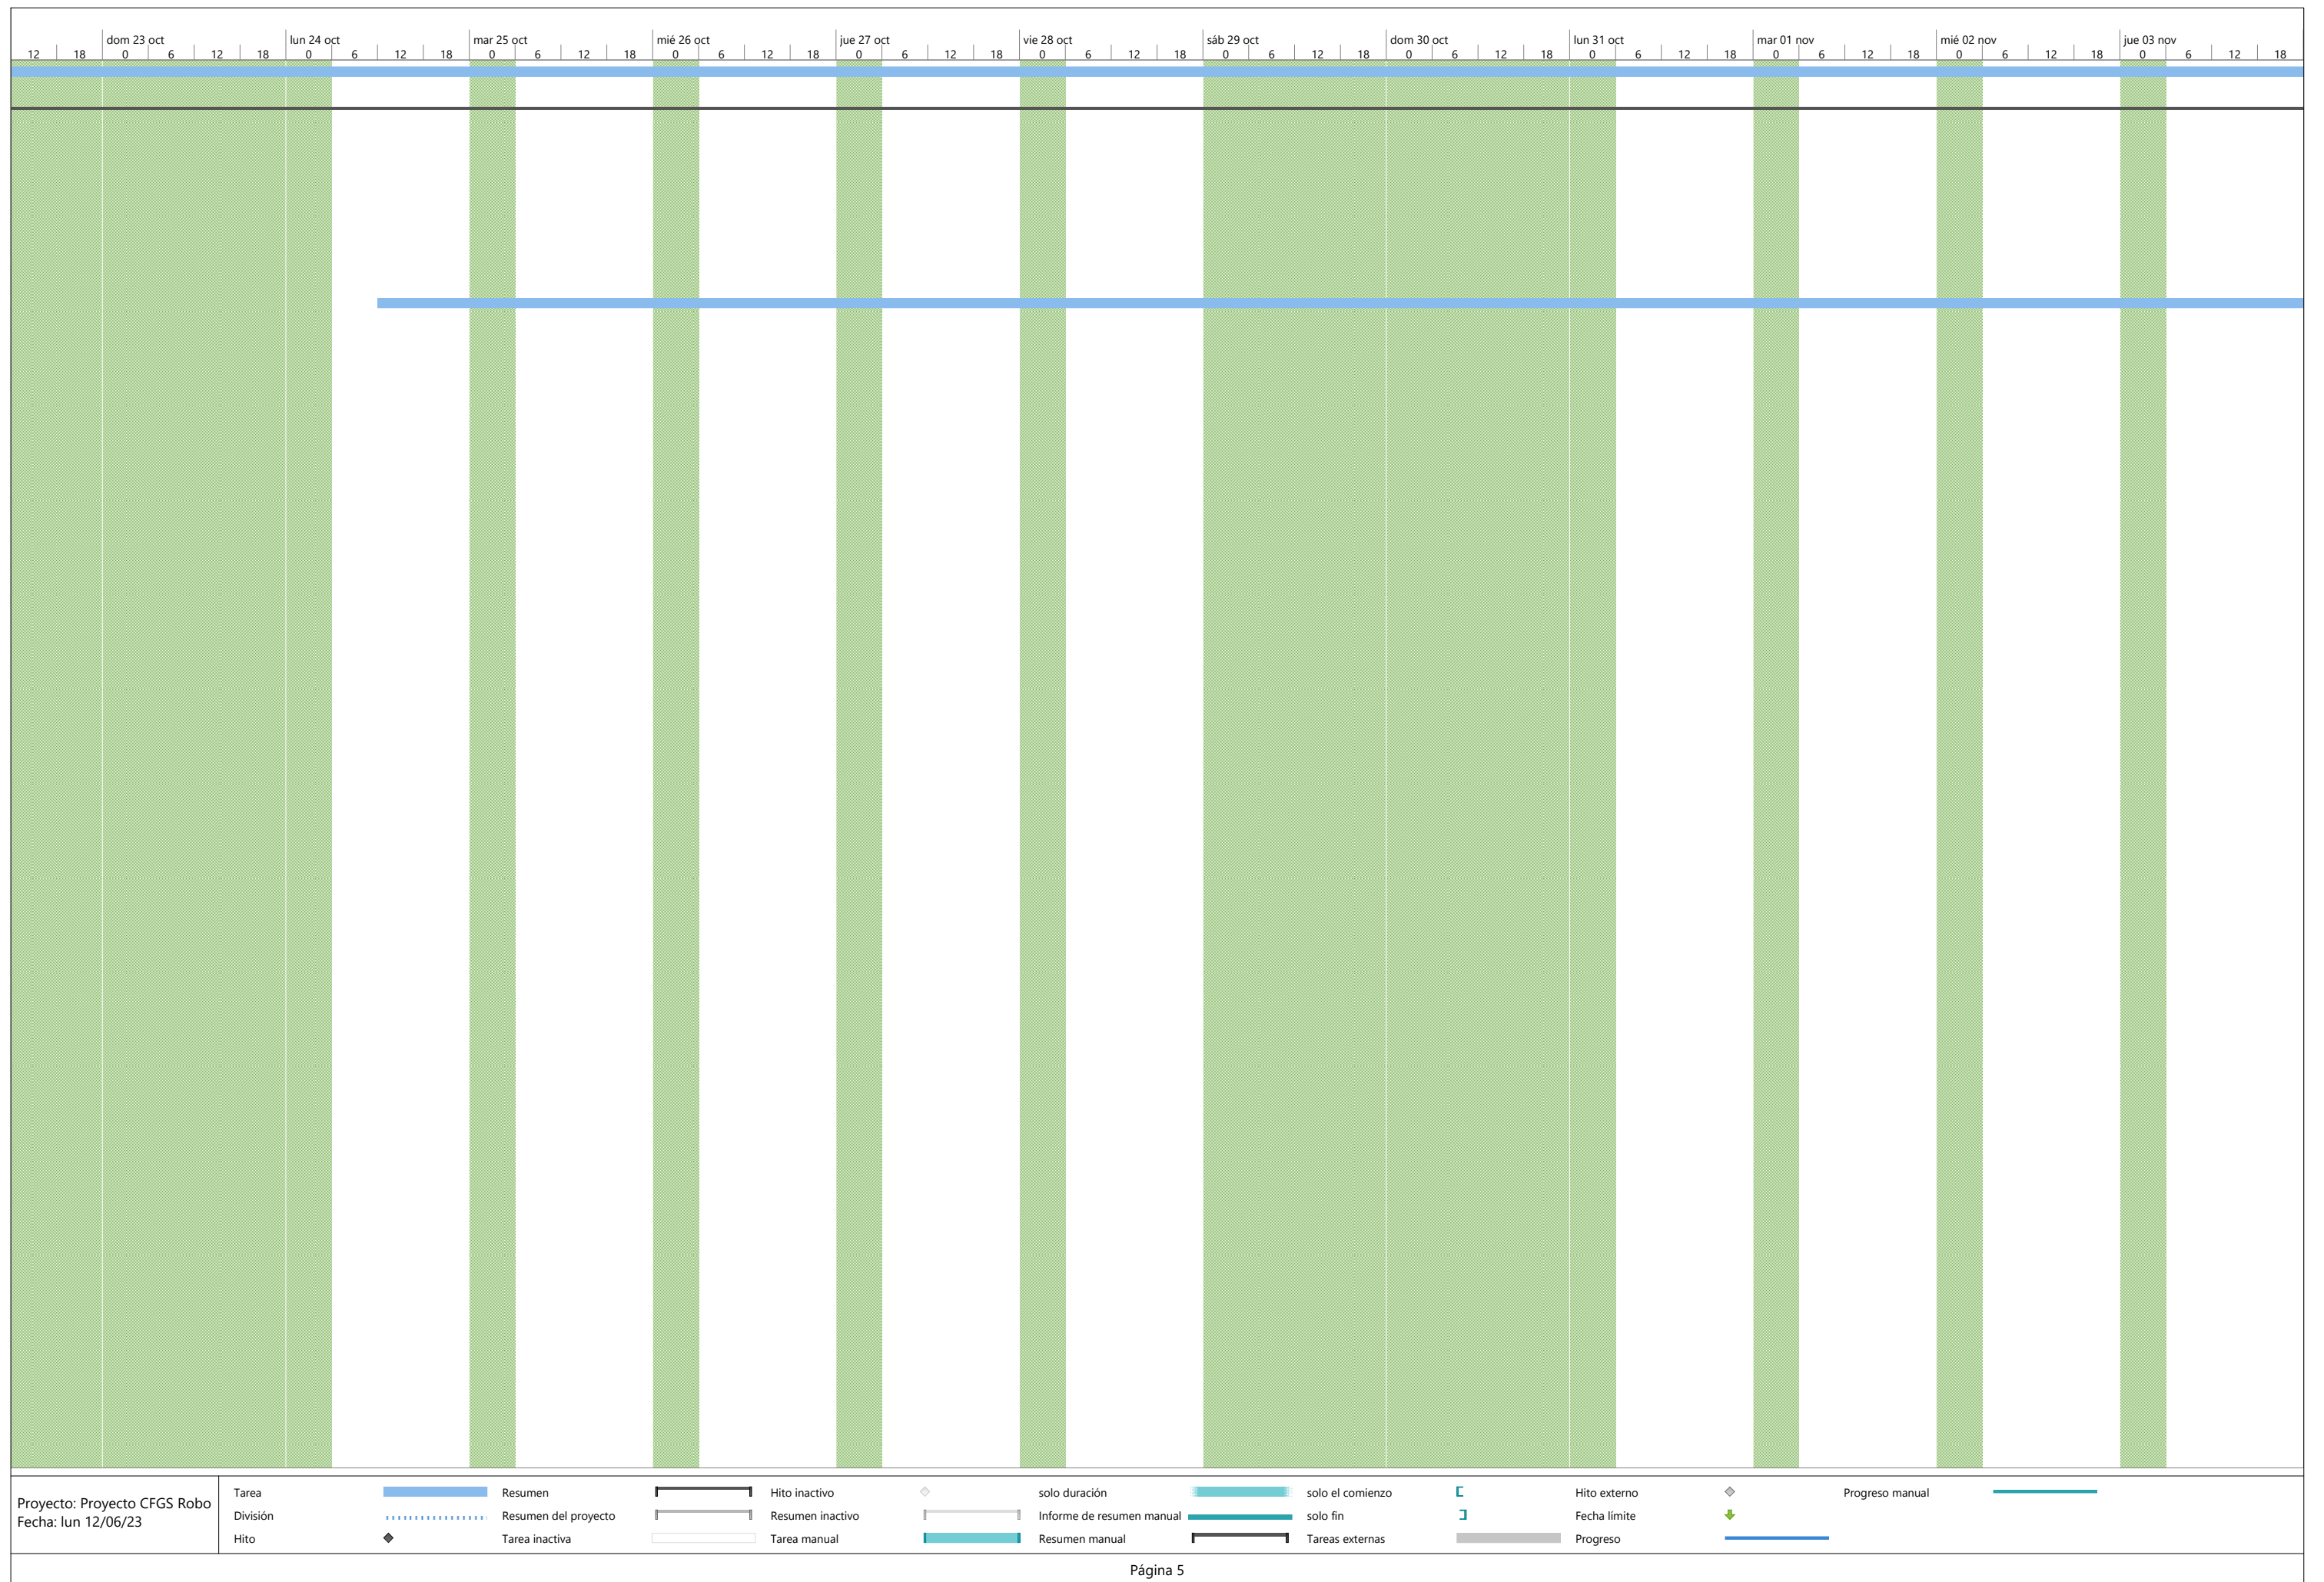 dom 23 oct lun 24 oct mar 25 oct mié 26 oct jue 27 oct vie 28 oct sáb 29 oct dom 30 oct lun 31 oct mar 01 nov mié 02 nov jue 03 nov
12 18 0 6 12 18 0 6 12 18 0 6 12 18 0 6 12 18 0 6 12 18 0 6 12 18 0 6 12 18 0 6 12 18 0 6 12 18 0 6 12 18 0 6 12 18 0 6 12 18
Proyecto: Proyecto CFGS Robo
Fecha: lun 12/06/23
Tarea
División
Hito
Resumen
Resumen del proyecto
Tarea inactiva
Hito inactivo
Resumen inactivo
Tarea manual
solo duración
Informe de resumen manual
Resumen manual
solo el comienzo
solo fin
Tareas externas
Hito externo
Fecha límite
Progreso
Progreso manual
Página 5